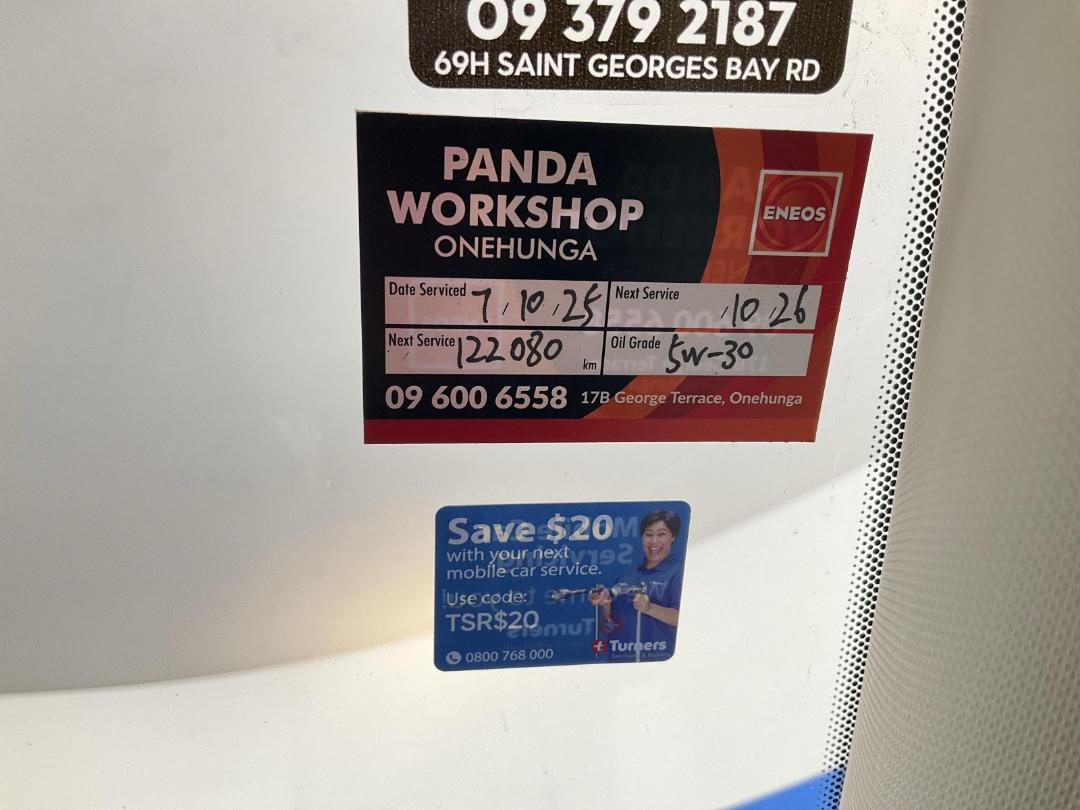 09 379 2187
69H SAINT GEORGES BAY RD
PANDA
WORKSHOP
ONEHUNGA
ENEOS
Date Serviced 7.10.25 Next Service .10.26
Next Service 122080 km Oil Grade 5W-30
09 600 6558 17B George Terrace, Onehunga
Save $20
with your next
mobile car service.
Use code:
TSR$20
0800 768 000
Turners